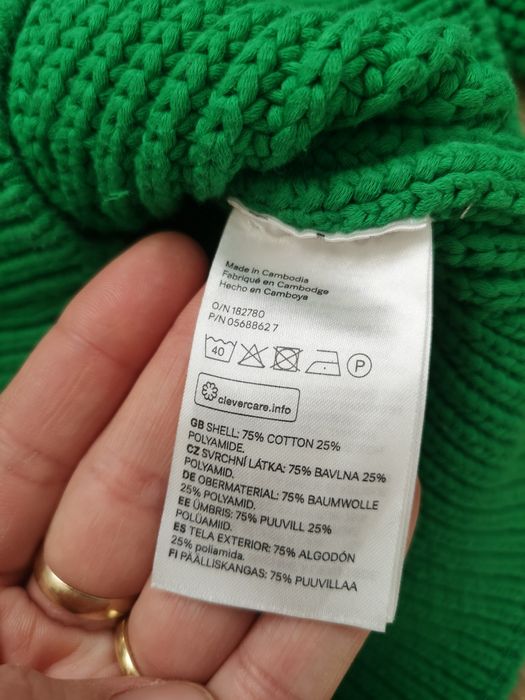 Made in Cambodia
Fabriqué en Cambodge
Hecho en Camboya
O/N 182780
P/N 0568862 7
40 P
clevercare.info
GB SHELL: 75% COTTON 25%
POLYAMIDE.
CZ SVRCHNÍ LÁTKA: 75% BAVLNA 25%
POLYAMID.
DE OBERMATERIAL: 75% BAUMWOLLE
25% POLYAMID.
EE ÜMBRIS: 75% PUUVILL 25%
POLÜAMIID.
ES TELA EXTERIOR: 75% ALGODÓN
25% poliamida.
FI PÄÄLLISKANGAS: 75% PUUVILLAA